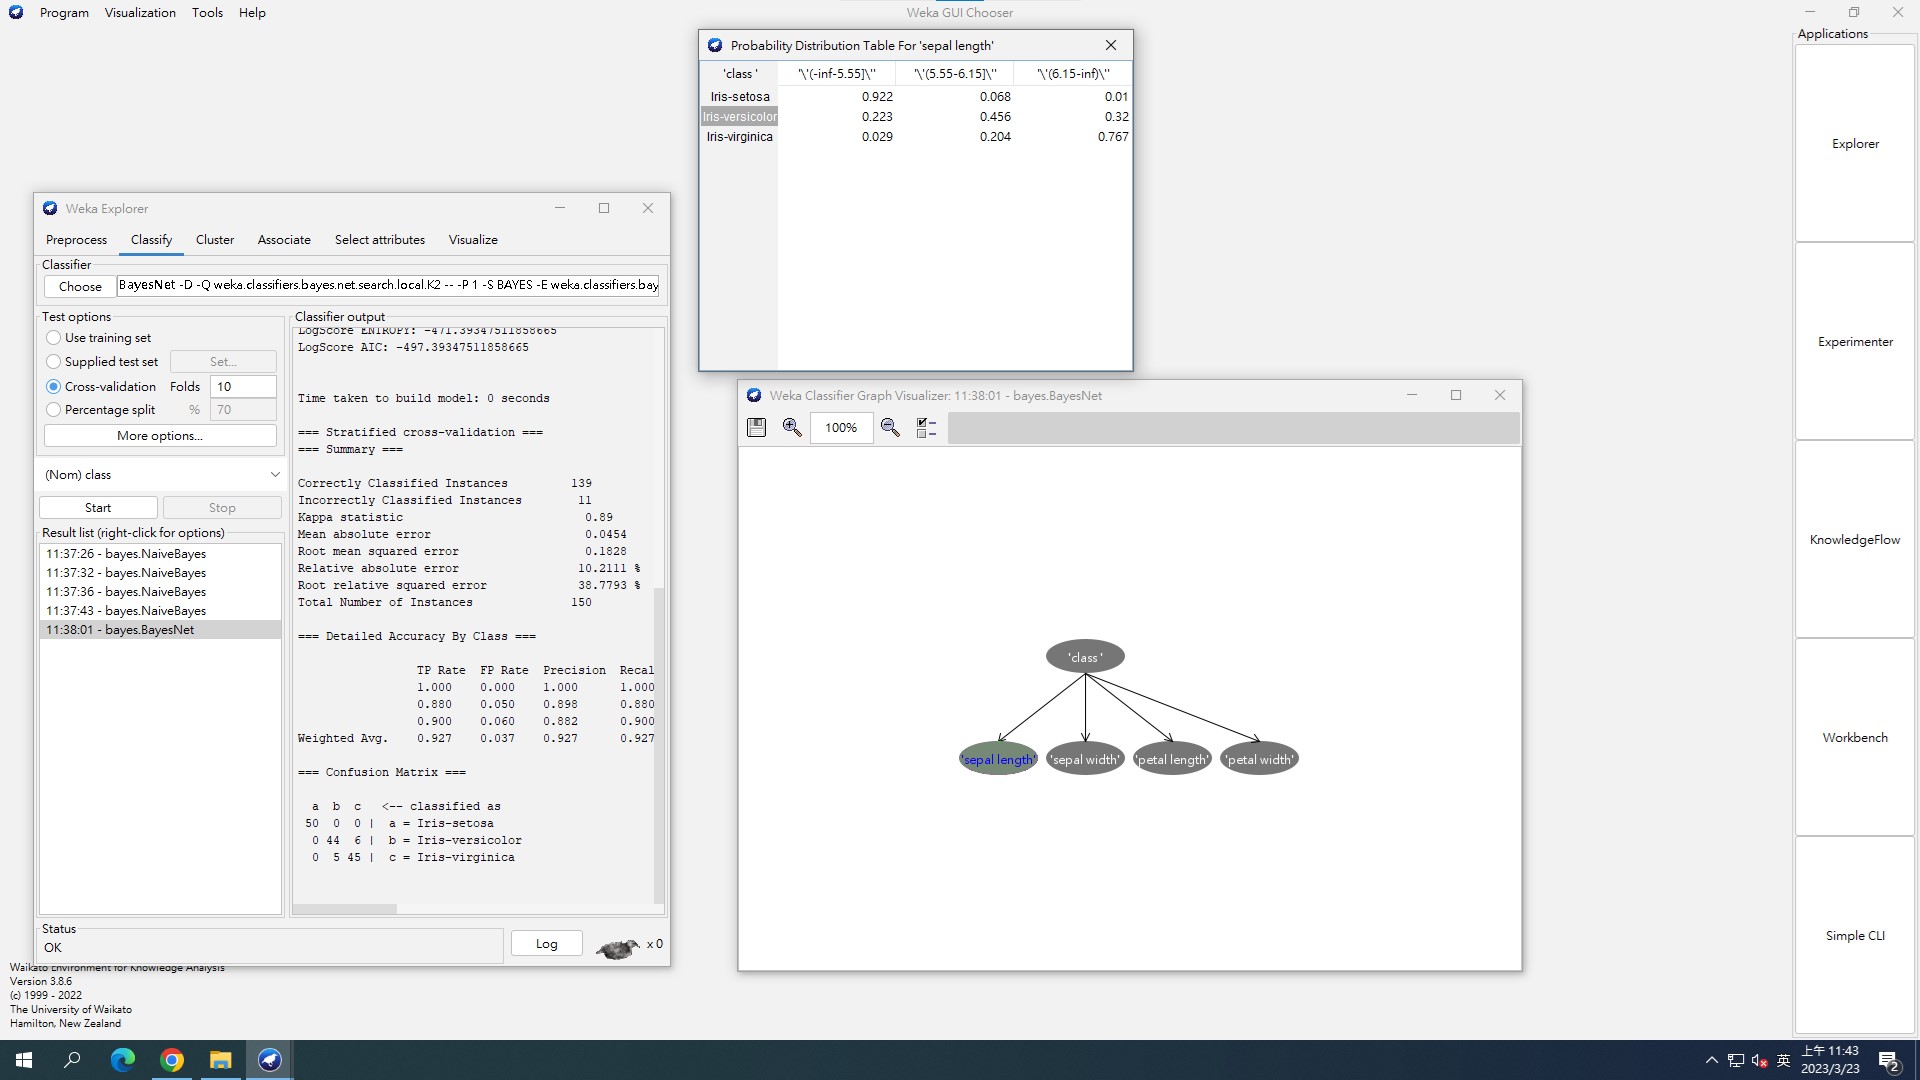 Program Visualization Tools Help
Weka GUI Chooser
Applications
Explorer
Experimenter
KnowledgeFlow
Workbench
Simple CLI
Probability Distribution Table For 'sepal length'
'class ' '\'(-inf-5.55]\'' '\'(5.55-6.15]\'' '\'(6.15-inf)\''
Iris-setosa 0.922 0.068 0.01
Iris-versicolor 0.223 0.456 0.32
Iris-virginica 0.029 0.204 0.767
Weka Explorer
Preprocess Classify Cluster Associate Select attributes Visualize
Classifier
Choose BayesNet -D -Q weka.classifiers.bayes.net.search.local.K2 -- -P 1 -S BAYES -E weka.classifiers.bay
Test options
Use training set
Supplied test set Set...
Cross-validation Folds 10
Percentage split % 70
More options...
(Nom) class
Start Stop
Result list (right-click for options)
11:37:26 - bayes.NaiveBayes
11:37:32 - bayes.NaiveBayes
11:37:36 - bayes.NaiveBayes
11:37:43 - bayes.NaiveBayes
11:38:01 - bayes.BayesNet
Classifier output
LogScore ENTROPY: -471.39347511858665
LogScore AIC: -497.39347511858665
Time taken to build model: 0 seconds
=== Stratified cross-validation ===
=== Summary ===
Correctly Classified Instances 139
Incorrectly Classified Instances 11
Kappa statistic 0.89
Mean absolute error 0.0454
Root mean squared error 0.1828
Relative absolute error 10.2111 %
Root relative squared error 38.7793 %
Total Number of Instances 150
=== Detailed Accuracy By Class ===
TP Rate FP Rate Precision Recal
1.000 0.000 1.000 1.000
0.880 0.050 0.898 0.880
0.900 0.060 0.882 0.900
Weighted Avg. 0.927 0.037 0.927 0.927
=== Confusion Matrix ===
a b c <-- classified as
50 0 0 | a = Iris-setosa
0 44 6 | b = Iris-versicolor
0 5 45 | c = Iris-virginica
Status
OK
Log
x 0
Weka Classifier Graph Visualizer: 11:38:01 - bayes.BayesNet
100%
'class '
'sepal length' 'sepal width' 'petal length' 'petal width'
Waikato Environment for Knowledge Analysis
Version 3.8.6
(c) 1999 - 2022
The University of Waikato
Hamilton, New Zealand
英
上午 11:43
2023/3/23
2